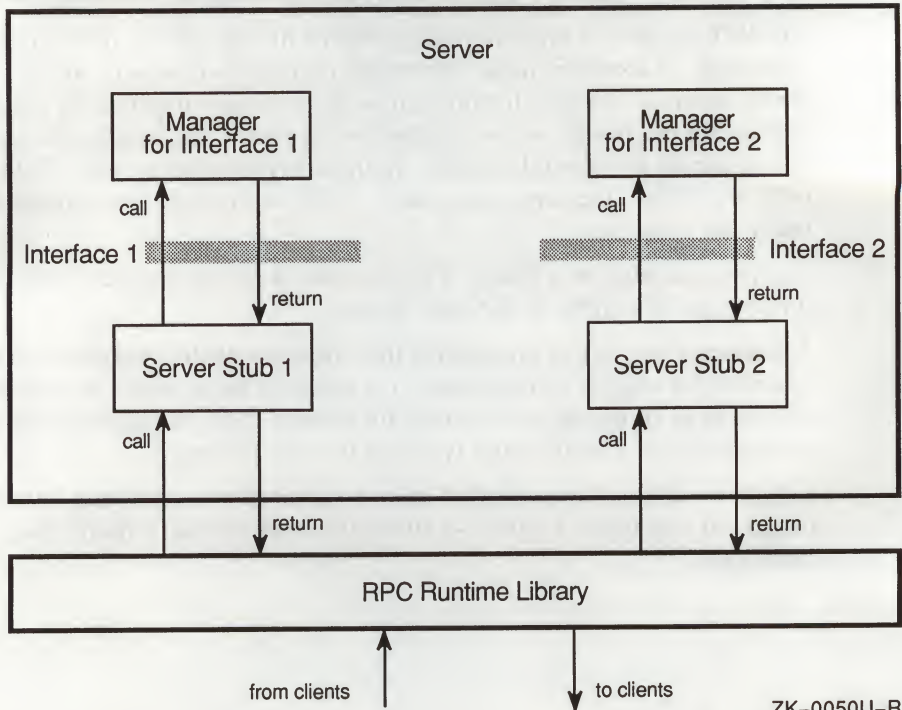 Server
Manager
for Interface 1
Manager
for Interface 2
call
call
Interface 1
Interface 2
return
return
Server Stub 1
Server Stub 2
call
call
return
return
RPC Runtime Library
from clients
to clients
ZK-0050U-R